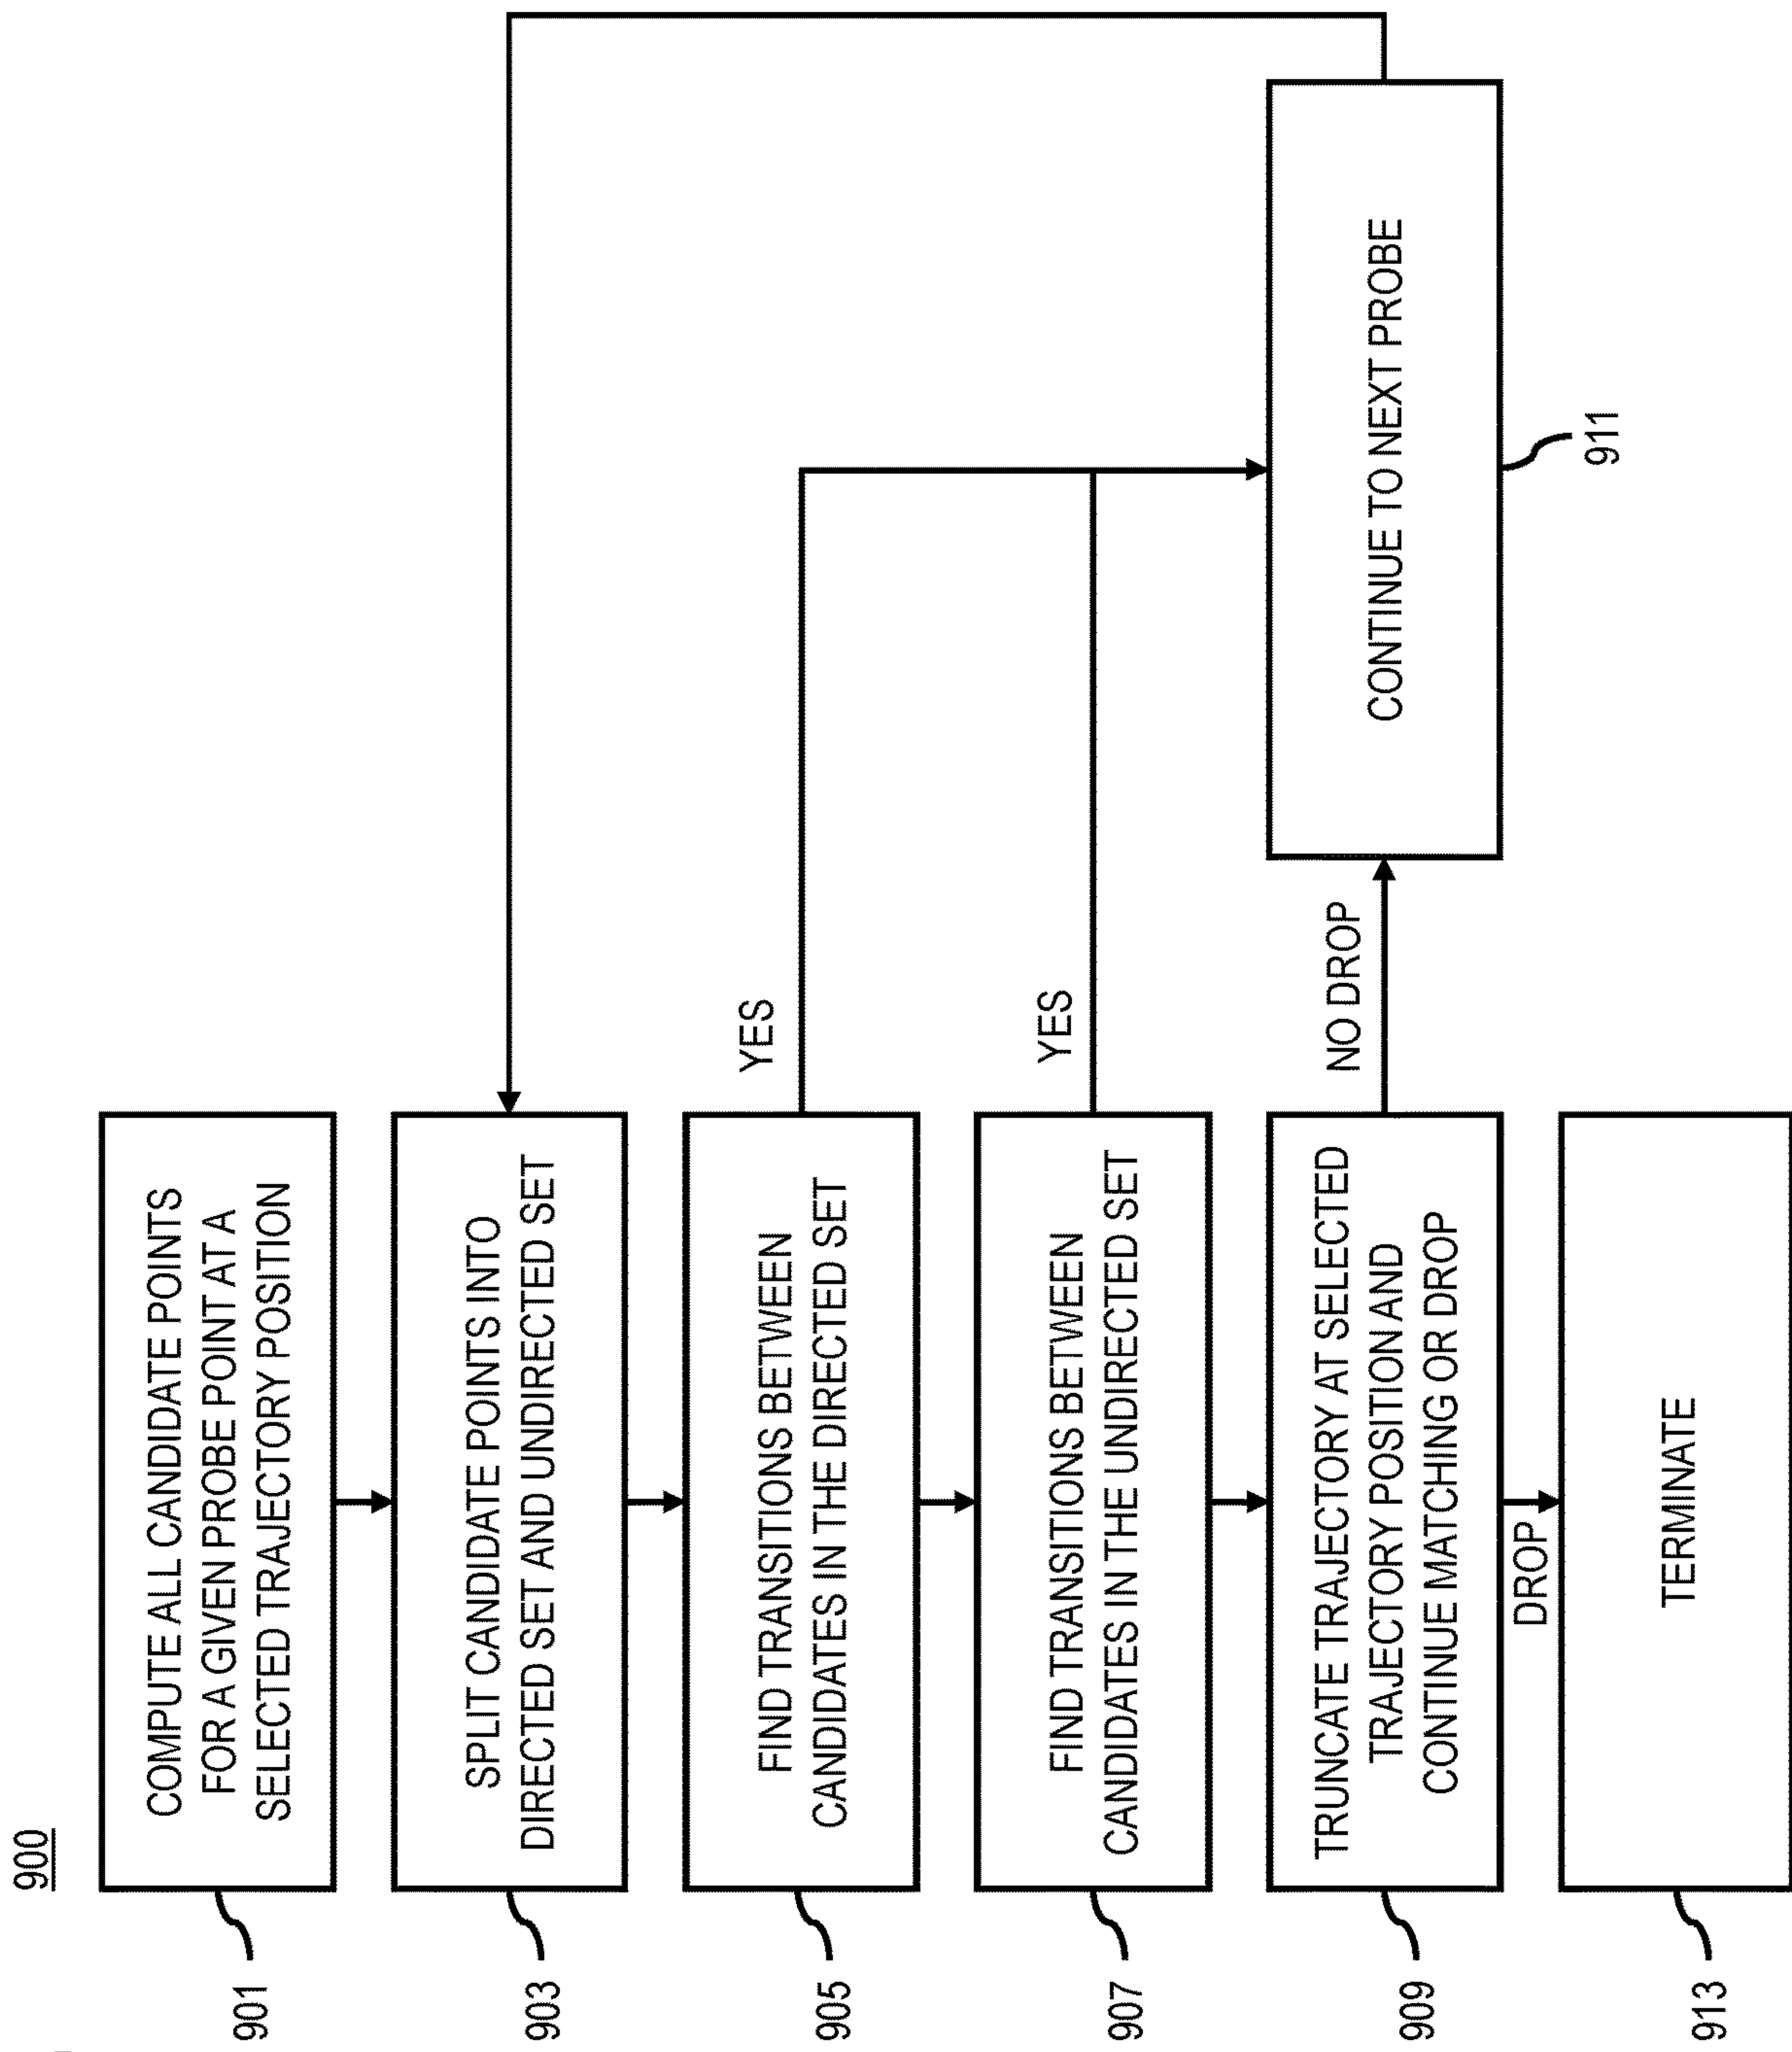 900
COMPUTE ALL CANDIDATE POINTS
FOR A GIVEN PROBE POINT AT A
SELECTED TRAJECTORY POSITION
901
SPLIT CANDIDATE POINTS INTO
DIRECTED SET AND UNDIRECTED SET
903
FIND TRANSITIONS BETWEEN
CANDIDATES IN THE DIRECTED SET
905
YES
FIND TRANSITIONS BETWEEN
CANDIDATES IN THE UNDIRECTED SET
907
YES
TRUNCATE TRAJECTORY AT SELECTED
TRAJECTORY POSITION AND
CONTINUE MATCHING OR DROP
909
NO DROP
CONTINUE TO NEXT PROBE
911
DROP
TERMINATE
913